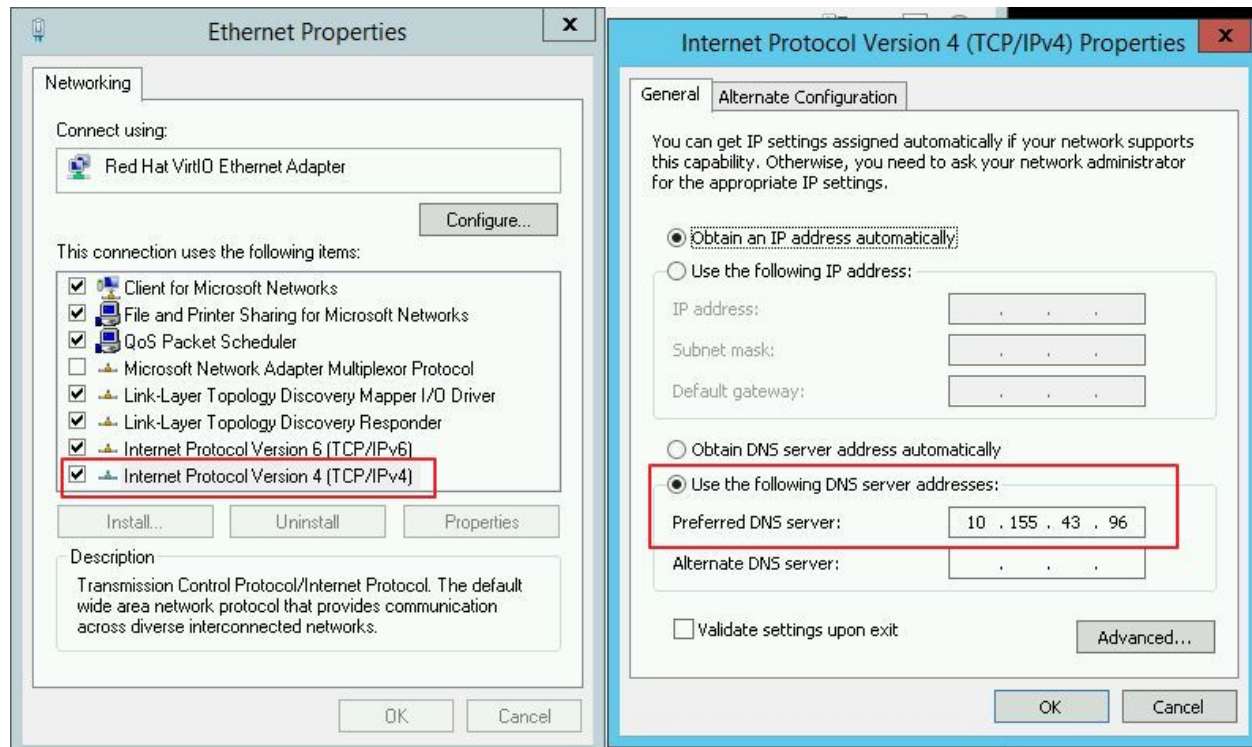 Ethernet Properties
X
Networking
Connect using:
Red Hat VirtIO Ethernet Adapter
Configure...
This connection uses the following items:
Client for Microsoft Networks
File and Printer Sharing for Microsoft Networks
QoS Packet Scheduler
Microsoft Network Adapter Multiplexor Protocol
Link-Layer Topology Discovery Mapper I/O Driver
Link-Layer Topology Discovery Responder
Internet Protocol Version 6 (TCP/IPv6)
Internet Protocol Version 4 (TCP/IPv4)
Install...
Uninstall
Properties
Description
Transmission Control Protocol/Internet Protocol. The default
wide area network protocol that provides communication
across diverse interconnected networks.
OK
Cancel
Internet Protocol Version 4 (TCP/IPv4) Properties
X
General
Alternate Configuration
You can get IP settings assigned automatically if your network supports
this capability. Otherwise, you need to ask your network administrator
for the appropriate IP settings.
Obtain an IP address automatically
Use the following IP address:
IP address:
. . .
Subnet mask:
. . .
Default gateway:
. . .
Obtain DNS server address automatically
Use the following DNS server addresses:
Preferred DNS server:
10 . 155 . 43 . 96
Alternate DNS server:
. . .
Validate settings upon exit
Advanced...
OK
Cancel